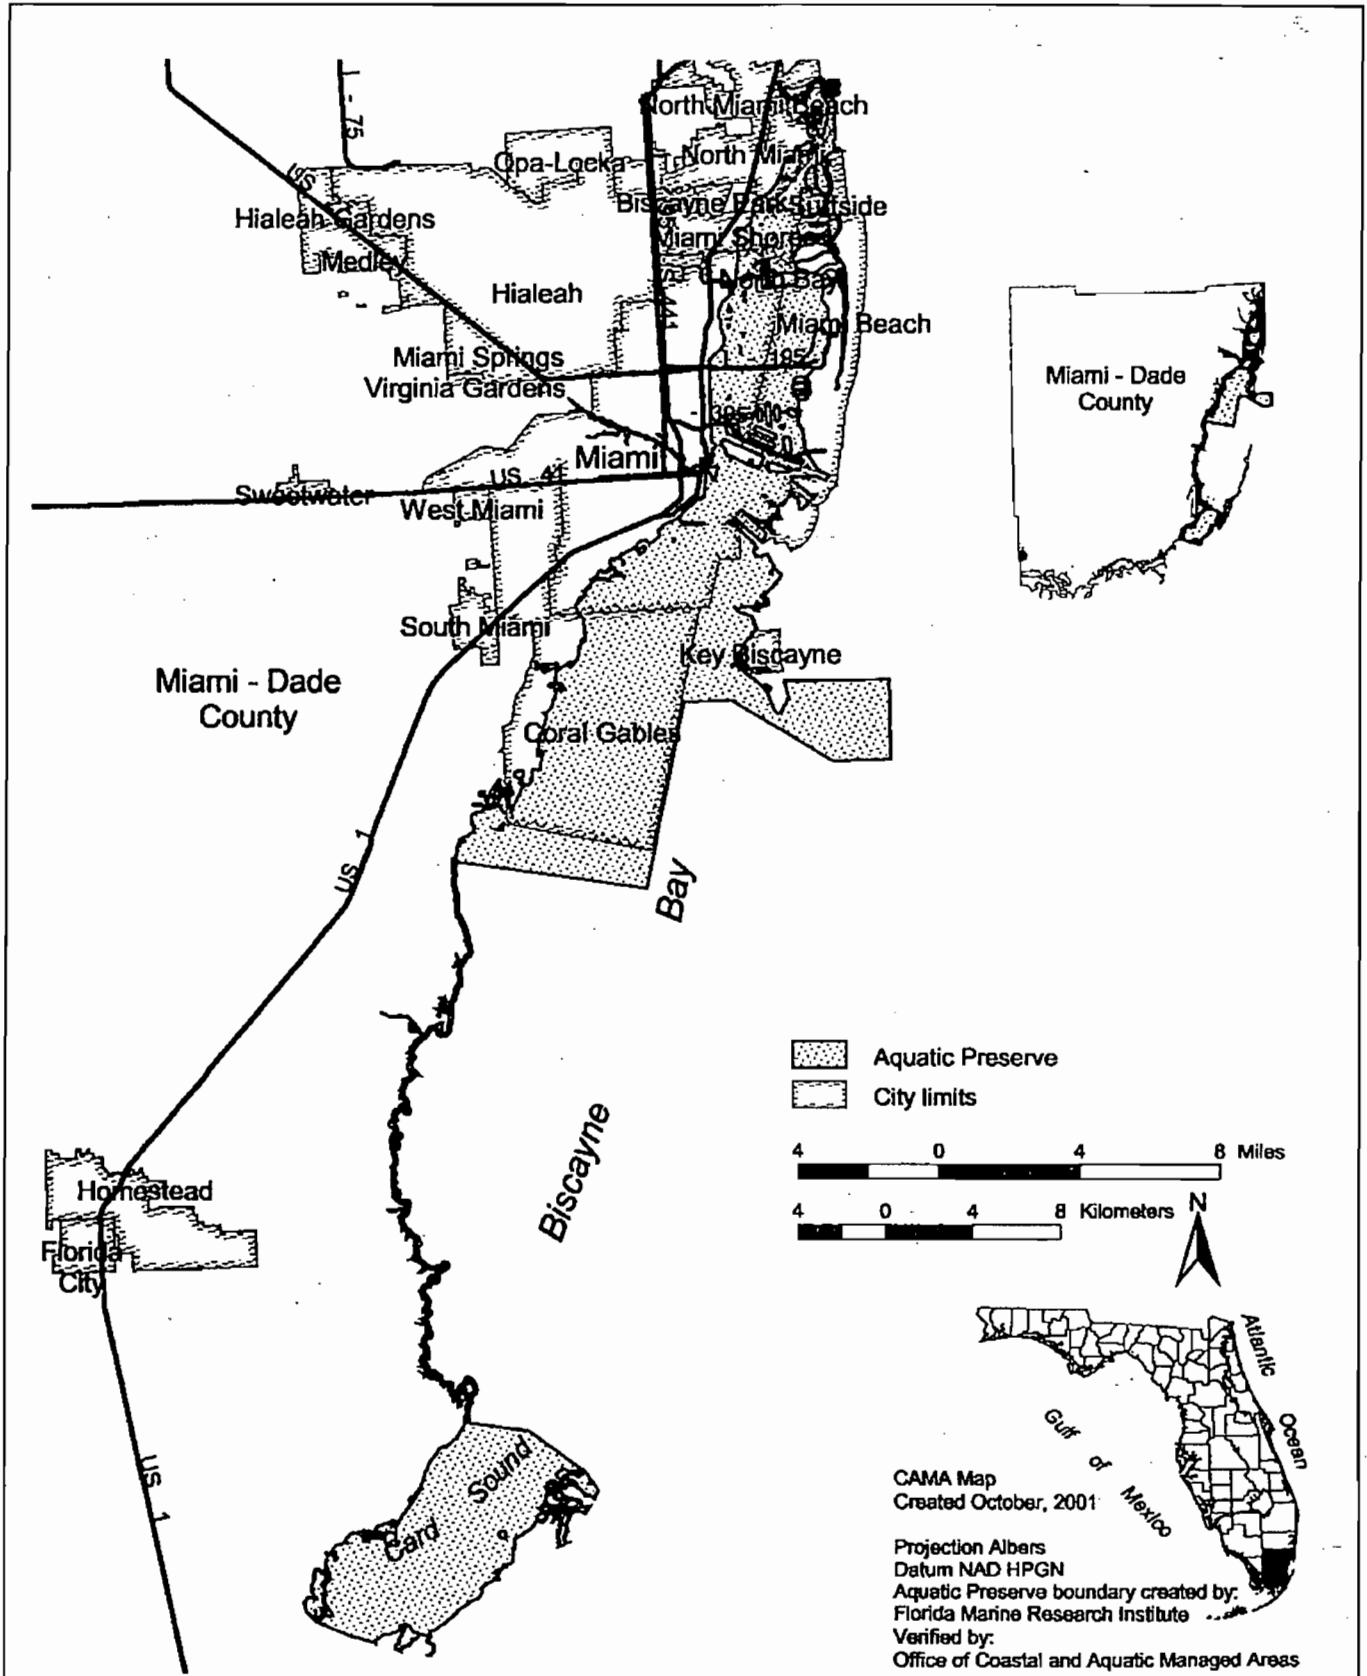 I - 75
North Miami Beach
Opa-Locka
North Miami
US
Biscayne Park
Surfside
Hialeah Gardens
Miami Shores
Medley
North Bay
Hialeah
441
Miami Beach
Miami Springs
I - 195
Virginia Gardens
Miami
US 41
Sweetwater
West Miami
South Miami
Key Biscayne
Miami - Dade
County
Coral Gables
US 1
Bay
Biscayne
Homestead
Florida
City
US 1
Card Sound
Miami - Dade
County
Aquatic Preserve
City limits
4 0 4 8 Miles
4 0 4 8 Kilometers
N
Atlantic Ocean
Gulf of Mexico
CAMA Map
Created October, 2001
Projection Albers
Datum NAD HPGN
Aquatic Preserve boundary created by:
Florida Marine Research Institute
Verified by:
Office of Coastal and Aquatic Managed Areas